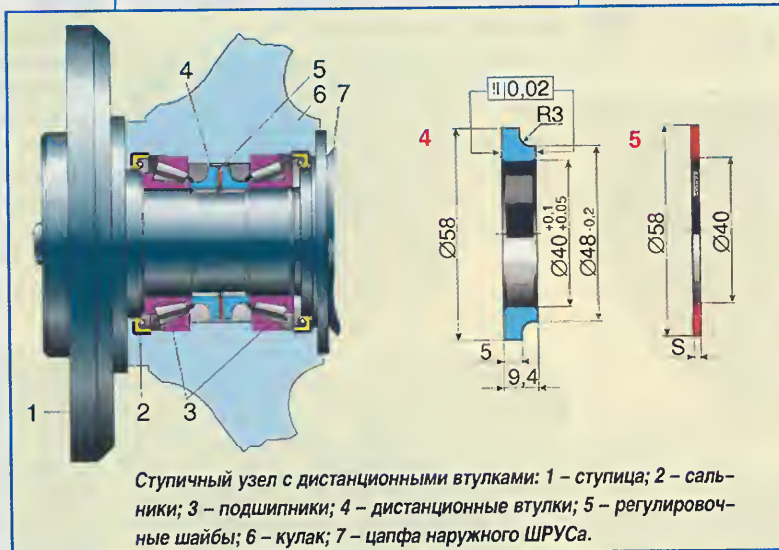 4
5
6
7
1
2
3
4
// 0,02
R3
Ø58
Ø40 +0,1 +0,05
Ø48-0,2
5
9,4
5
Ø58
Ø40
S
Ступичный узел с дистанционными втулками: 1 – ступица; 2 – саль-
ники; 3 – подшипники; 4 – дистанционные втулки; 5 – регулировоч-
ные шайбы; 6 – кулак; 7 – цапфа наружного ШРУСа.